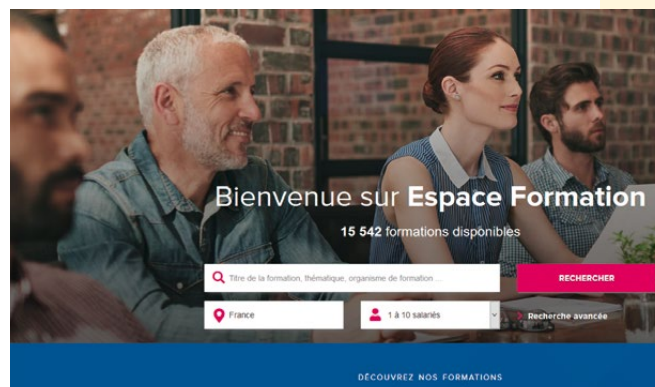 Bienvenue sur Espace Formation
15 542 formations disponibles
Titre de la formation, thématique, organisme de formation ...
RECHERCHER
France
1 à 10 salariés
Recherche avancée
DÉCOUVREZ NOS FORMATIONS